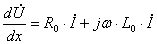 dU̇/dx = R₀ · İ + jω · L₀ · İ